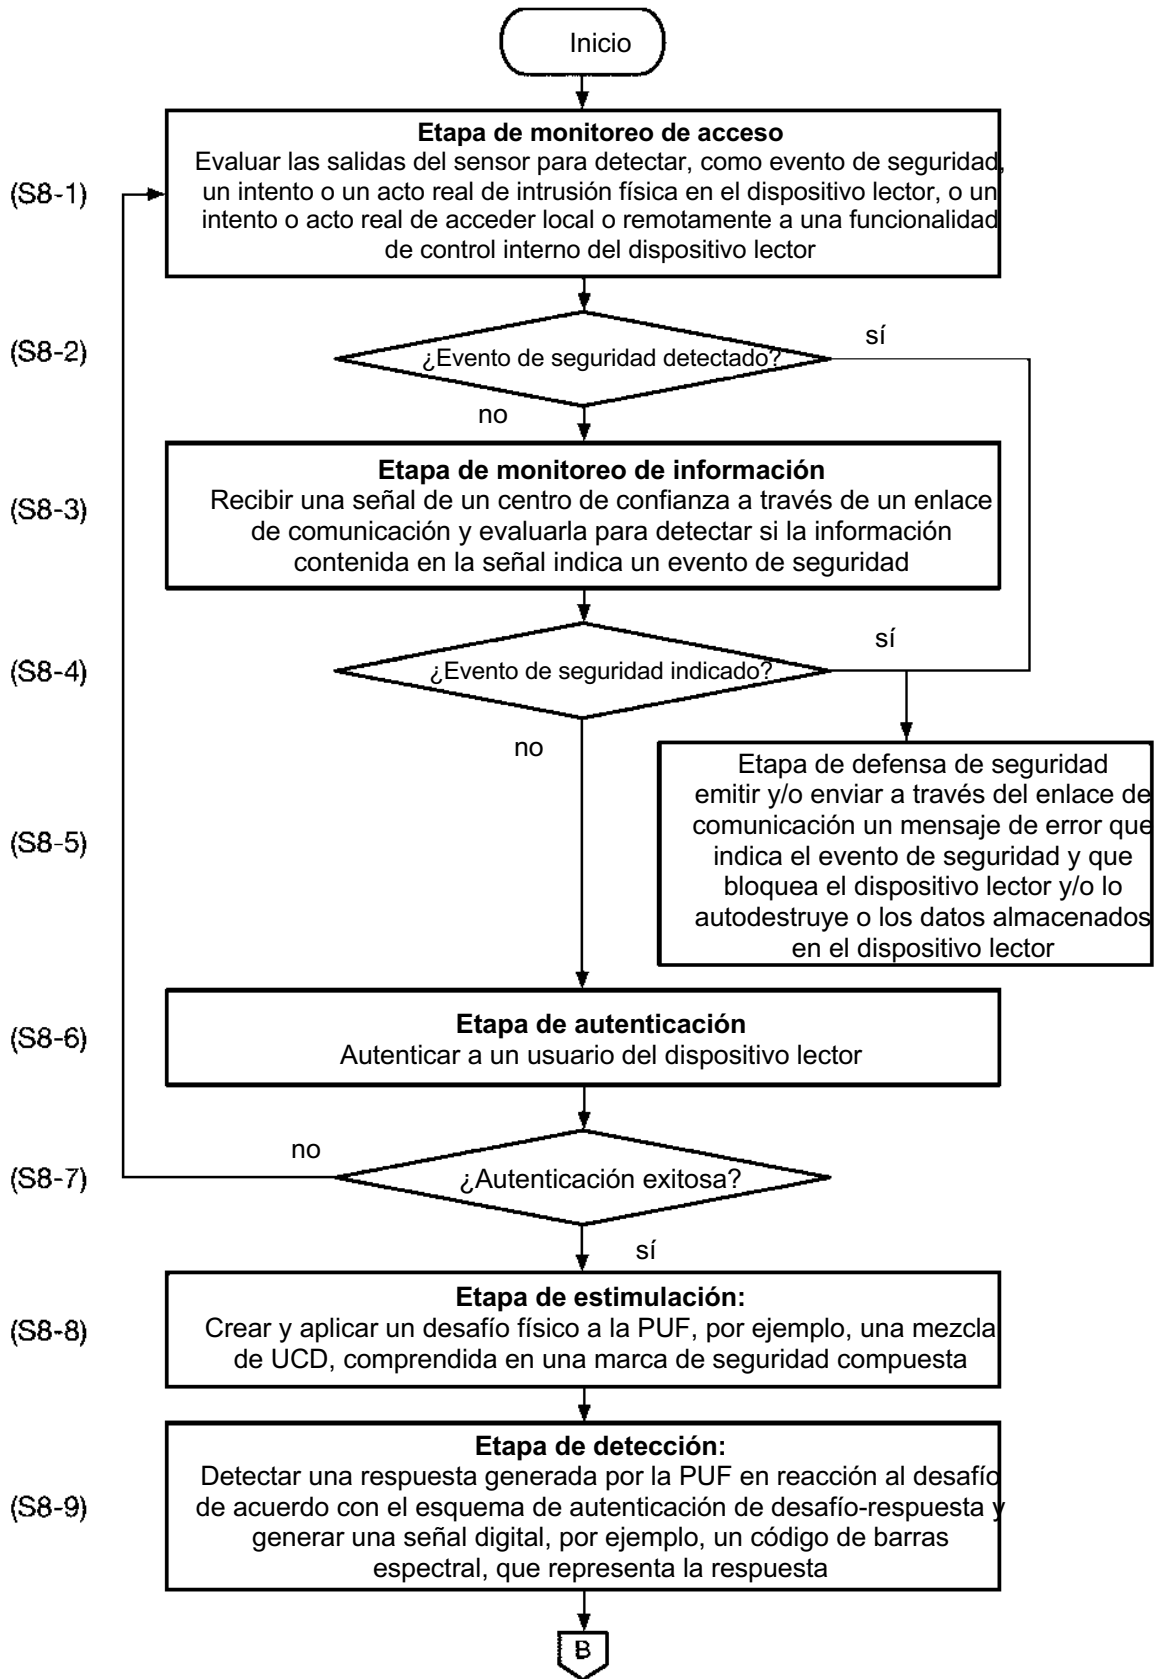 Inicio
Etapa de monitoreo de acceso
(S8-1)
Evaluar las salidas del sensor para detectar, como evento de seguridad,
un intento o un acto real de intrusión física en el dispositivo lector, o un
intento o acto real de acceder local o remotamente a una funcionalidad
de control interno del dispositivo lector
(S8-2)
¿Evento de seguridad detectado?
sí
no
Etapa de monitoreo de información
(S8-3)
Recibir una señal de un centro de confianza a través de un enlace
de comunicación y evaluarla para detectar si la información
contenida en la señal indica un evento de seguridad
(S8-4)
¿Evento de seguridad indicado?
sí
no
(S8-5)
Etapa de defensa de seguridad
emitir y/o enviar a través del enlace de
comunicación un mensaje de error que
indica el evento de seguridad y que
bloquea el dispositivo lector y/o lo
autodestruye o los datos almacenados
en el dispositivo lector
(S8-6)
Etapa de autenticación
Autenticar a un usuario del dispositivo lector
(S8-7)
no
¿Autenticación exitosa?
sí
(S8-8)
Etapa de estimulación:
Crear y aplicar un desafío físico a la PUF, por ejemplo, una mezcla
de UCD, comprendida en una marca de seguridad compuesta
(S8-9)
Etapa de detección:
Detectar una respuesta generada por la PUF en reacción al desafío
de acuerdo con el esquema de autenticación de desafío-respuesta y
generar una señal digital, por ejemplo, un código de barras
espectral, que representa la respuesta
B